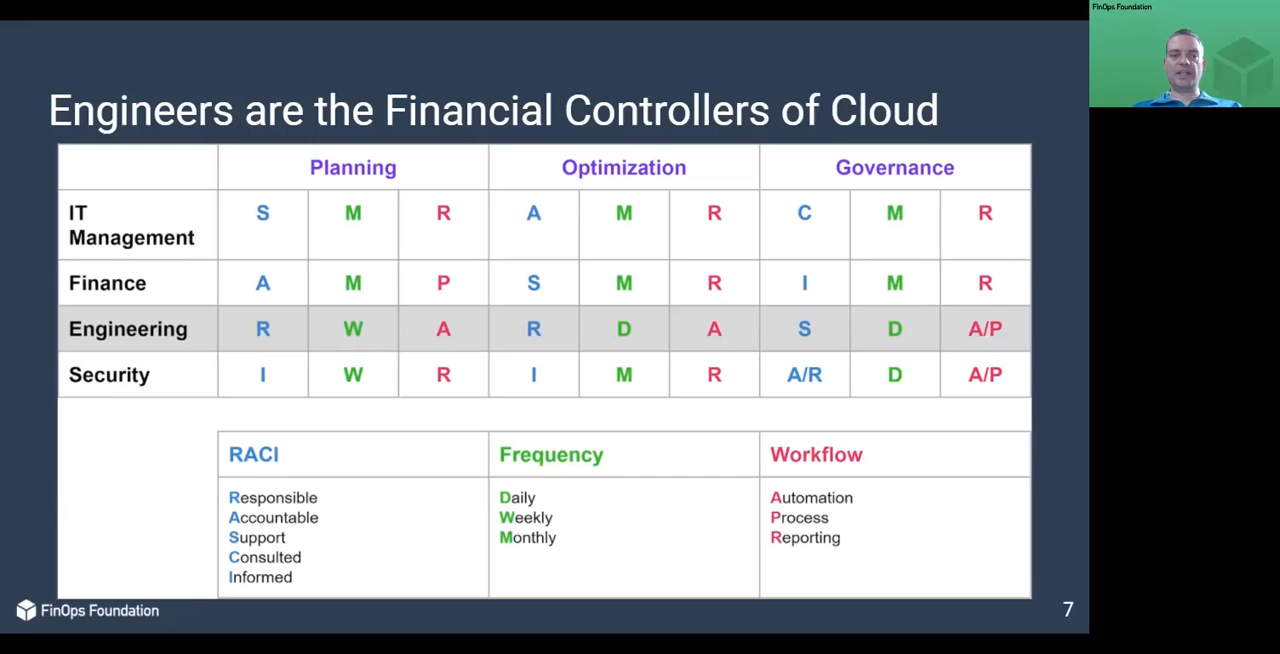 FinOps Foundation
Engineers are the Financial Controllers of Cloud
Planning Optimization Governance
IT Management S M R A M R C M R
Finance A M P S M R I M R
Engineering R W A R D A S D A/P
Security I W R I M R A/R D A/P
RACI Frequency Workflow
Responsible Daily Automation
Accountable Weekly Process
Support Monthly Reporting
Consulted
Informed
FinOps Foundation 7